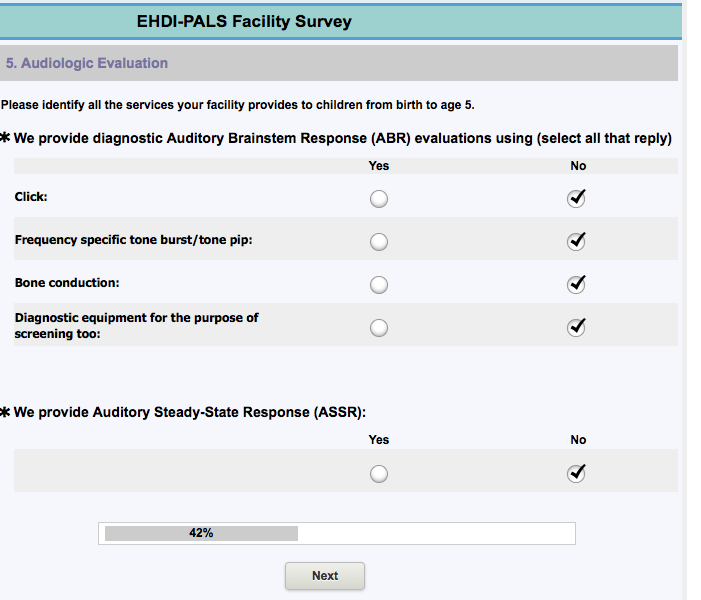 EHDI-PALS Facility Survey
5. Audiologic Evaluation
Please identify all the services your facility provides to children from birth to age 5.
* We provide diagnostic Auditory Brainstem Response (ABR) evaluations using (select all that reply)
Yes No
Click:
Frequency specific tone burst/tone pip:
Bone conduction:
Diagnostic equipment for the purpose of
screening too:
* We provide Auditory Steady-State Response (ASSR):
Yes No
42%
Next